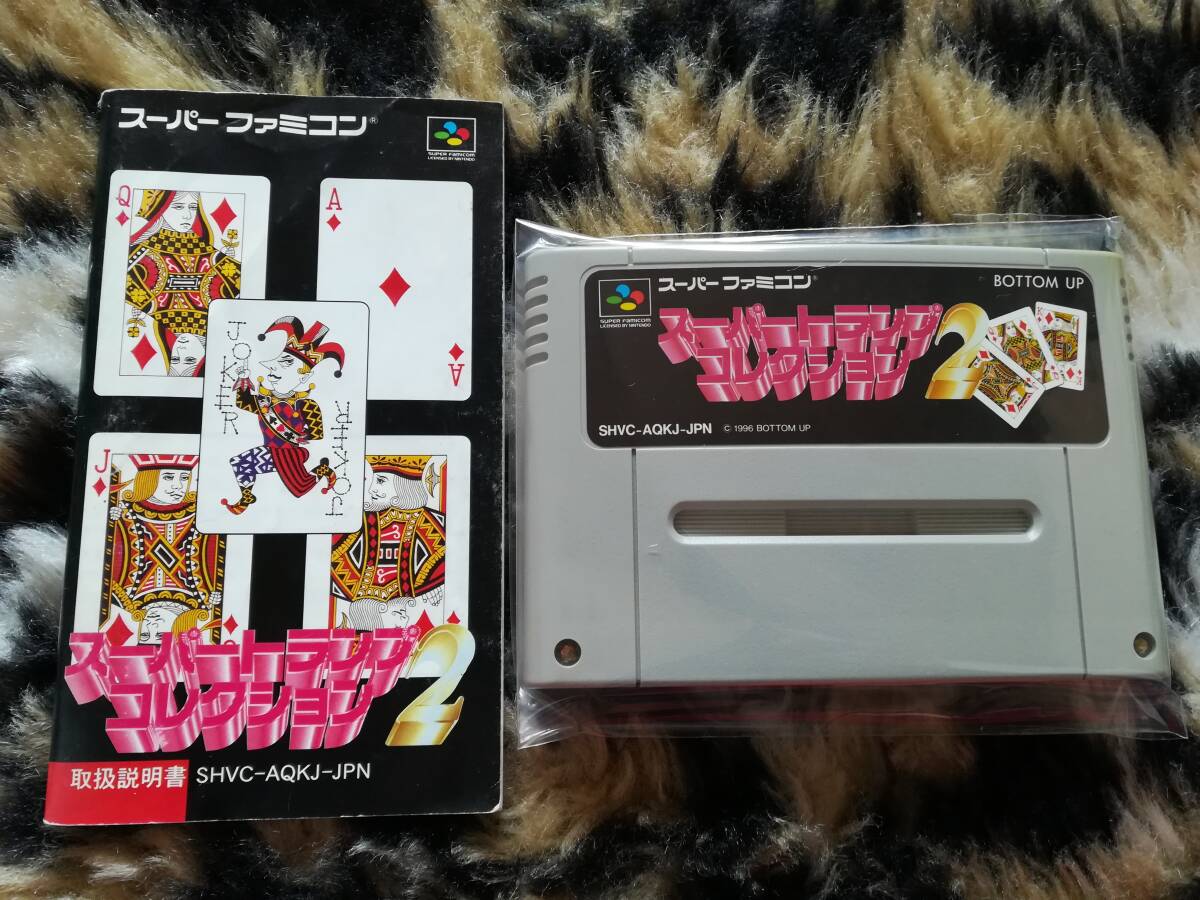 スーパーファミコン®
SUPER FAMICOM
LICENSED BY NINTENDO
Q
A
A
JOKER
JOKER
J
スーパートランプ
コレクション2
取扱説明書 SHVC-AQKJ-JPN
スーパーファミコン®
BOTTOM UP
SUPER FAMICOM
LICENSED BY NINTENDO
スーパートランプ
コレクション2
K
SHVC-AQKJ-JPN © 1996 BOTTOM UP